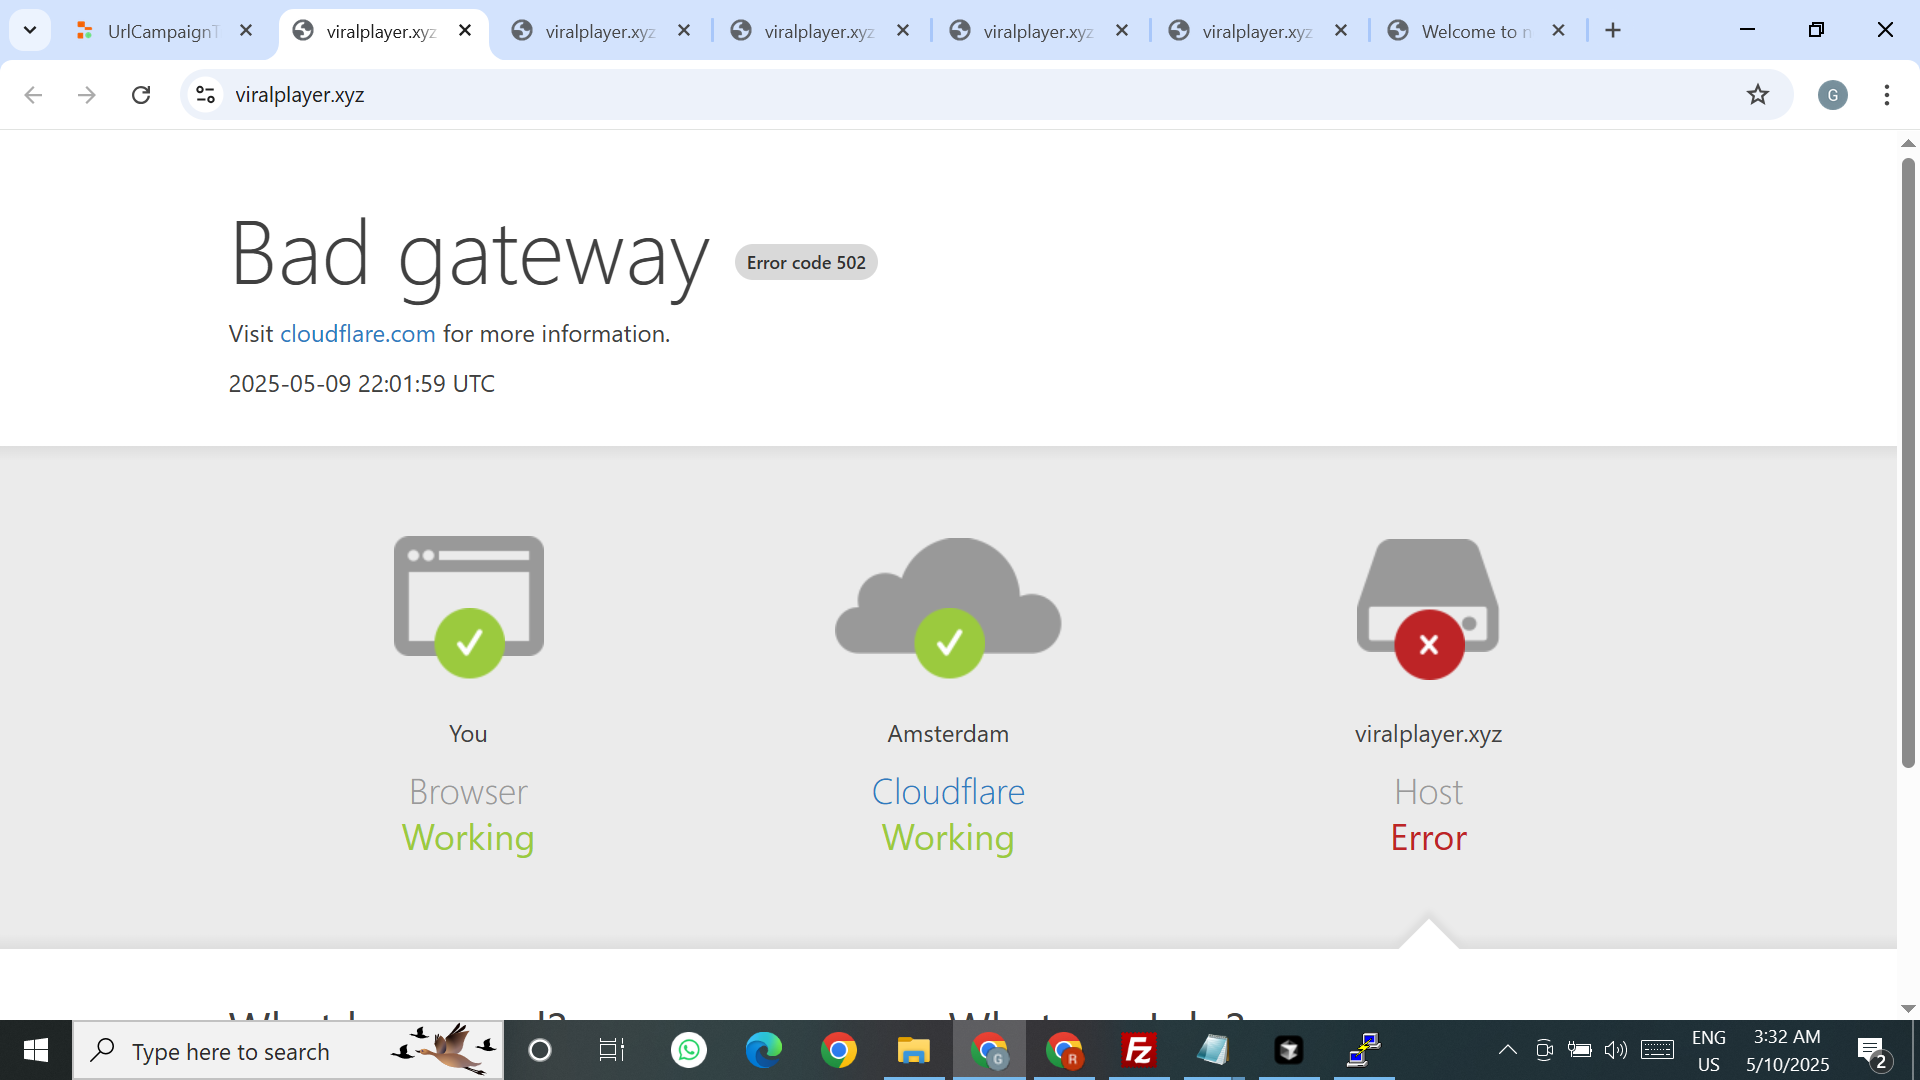 UrlCampaignT
viralplayer.xyz
viralplayer.xyz
viralplayer.xyz
viralplayer.xyz
viralplayer.xyz
Welcome to n
viralplayer.xyz
G
Bad gateway Error code 502
Visit cloudflare.com for more information.
2025-05-09 22:01:59 UTC
You
Browser
Working
Amsterdam
Cloudflare
Working
viralplayer.xyz
Host
Error
Type here to search
G
R
Fz
ENG
US
3:32 AM
5/10/2025
2